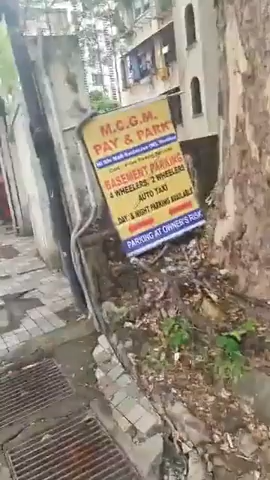 M.C.G.M.
PAY & PARK
BASEMENT PARKING
4 WHEELERS, 2 WHEELERS
AUTO TAXI
DAY & NIGHT PARKING AVAILABLE
PARKING AT OWNER'S RISK